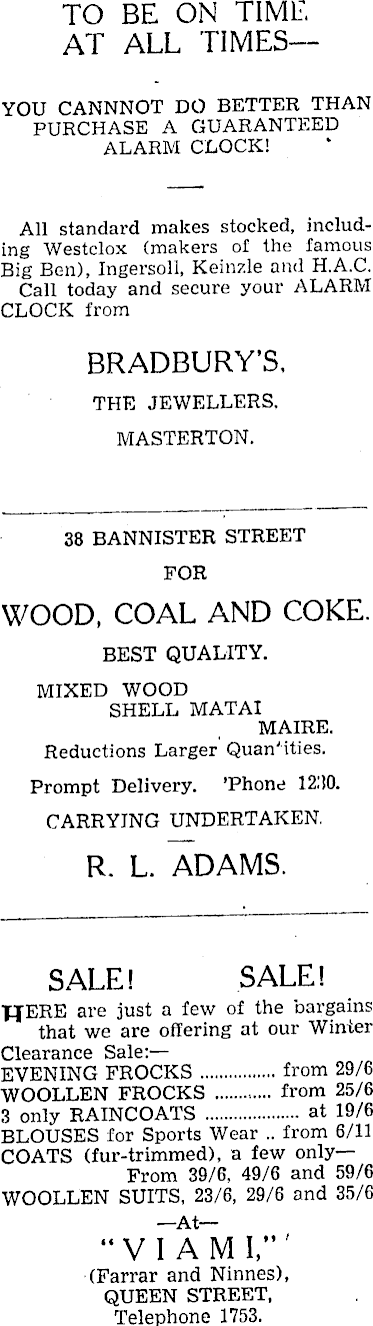 TO BE ON TIME
AT ALL TIMES—
YOU CANNNOT DO BETTER THAN
PURCHASE A GUARANTEED
ALARM CLOCK!
All standard makes stocked, includ-
ing Westclox (makers of the famous
Big Ben), Ingersoll, Keinzle and H.A.C.
Call today and secure your ALARM
CLOCK from
BRADBURY'S,
THE JEWELLERS,
MASTERTON.
38 BANNISTER STREET
FOR
WOOD, COAL AND COKE.
BEST QUALITY.
MIXED WOOD
SHELL MATAI
MAIRE.
Reductions Larger Quantities.
Prompt Delivery. 'Phone 1230.
CARRYING UNDERTAKEN.
R. L. ADAMS.
SALE! SALE!
HERE are just a few of the bargains
that we are offering at our Winter
Clearance Sale:—
EVENING FROCKS ............... from 29/6
WOOLLEN FROCKS ............ from 25/6
3 only RAINCOATS .................... at 19/6
BLOUSES for Sports Wear .. from 6/11
COATS (fur-trimmed), a few only—
From 39/6, 49/6 and 59/6
WOOLLEN SUITS, 23/6, 29/6 and 35/6
—At—
"VIAMI,"
(Farrar and Ninnes),
QUEEN STREET,
Telephone 1753.